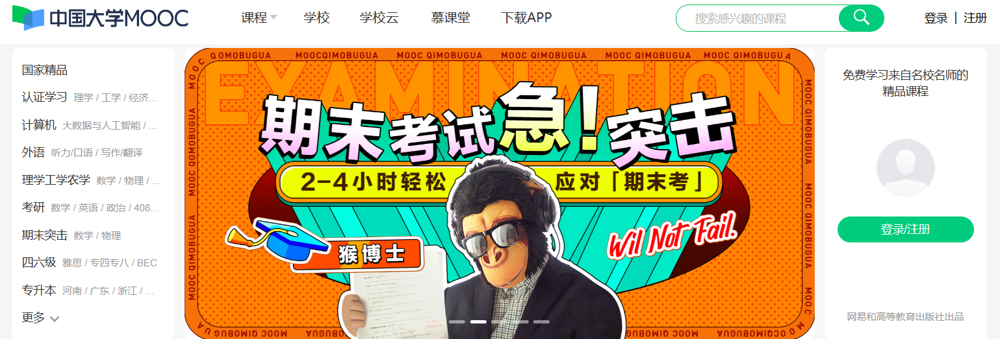 中国大学MOOC
课程 学校 学校云 慕课堂 下载APP
搜索感兴趣的课程
登录 | 注册
国家精品
认证学习 理学 / 工学 / 经济...
计算机 大数据与人工智能 / ...
外语 听力/口语 / 写作/翻译
理学工学农学 数学 / 物理 / ...
考研 数学 / 英语 / 政治 / 408...
期末突击 数学 / 物理
四六级 雅思 / 专四专八 / BEC
专升本 河南 / 广东 / 浙江 / ...
更多
MOOC QOMOBUGUA MOOCQIMOBUGUA MOOC QIMOBUGUA MOOC QIMOBUGUA MOOC QIMOBUGUA MOOC QIMOBUGUA
EXAMINATION
期末考试急!突击
2-4小时轻松 应对「期末考」
猴博士
Wil Not Fail.
MOOC QIMOBUGUA
MOOC QIMOBUGUA
MOOC QIMOBUGUA
MOOC
免费学习来自名校名师的
精品课程
登录/注册
网易和高等教育出版社出品